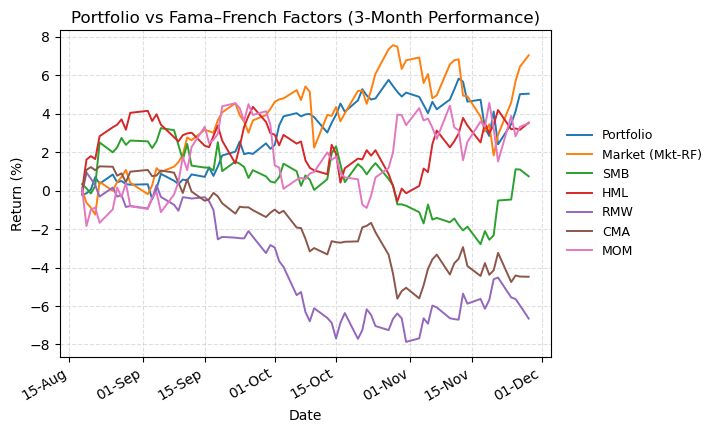 Portfolio vs Fama–French Factors (3-Month Performance)
Return (%)
8
6
4
2
0
−2
−4
−6
−8
15-Aug
01-Sep
15-Sep
01-Oct
15-Oct
01-Nov
15-Nov
01-Dec
Date
Portfolio
Market (Mkt-RF)
SMB
HML
RMW
CMA
MOM